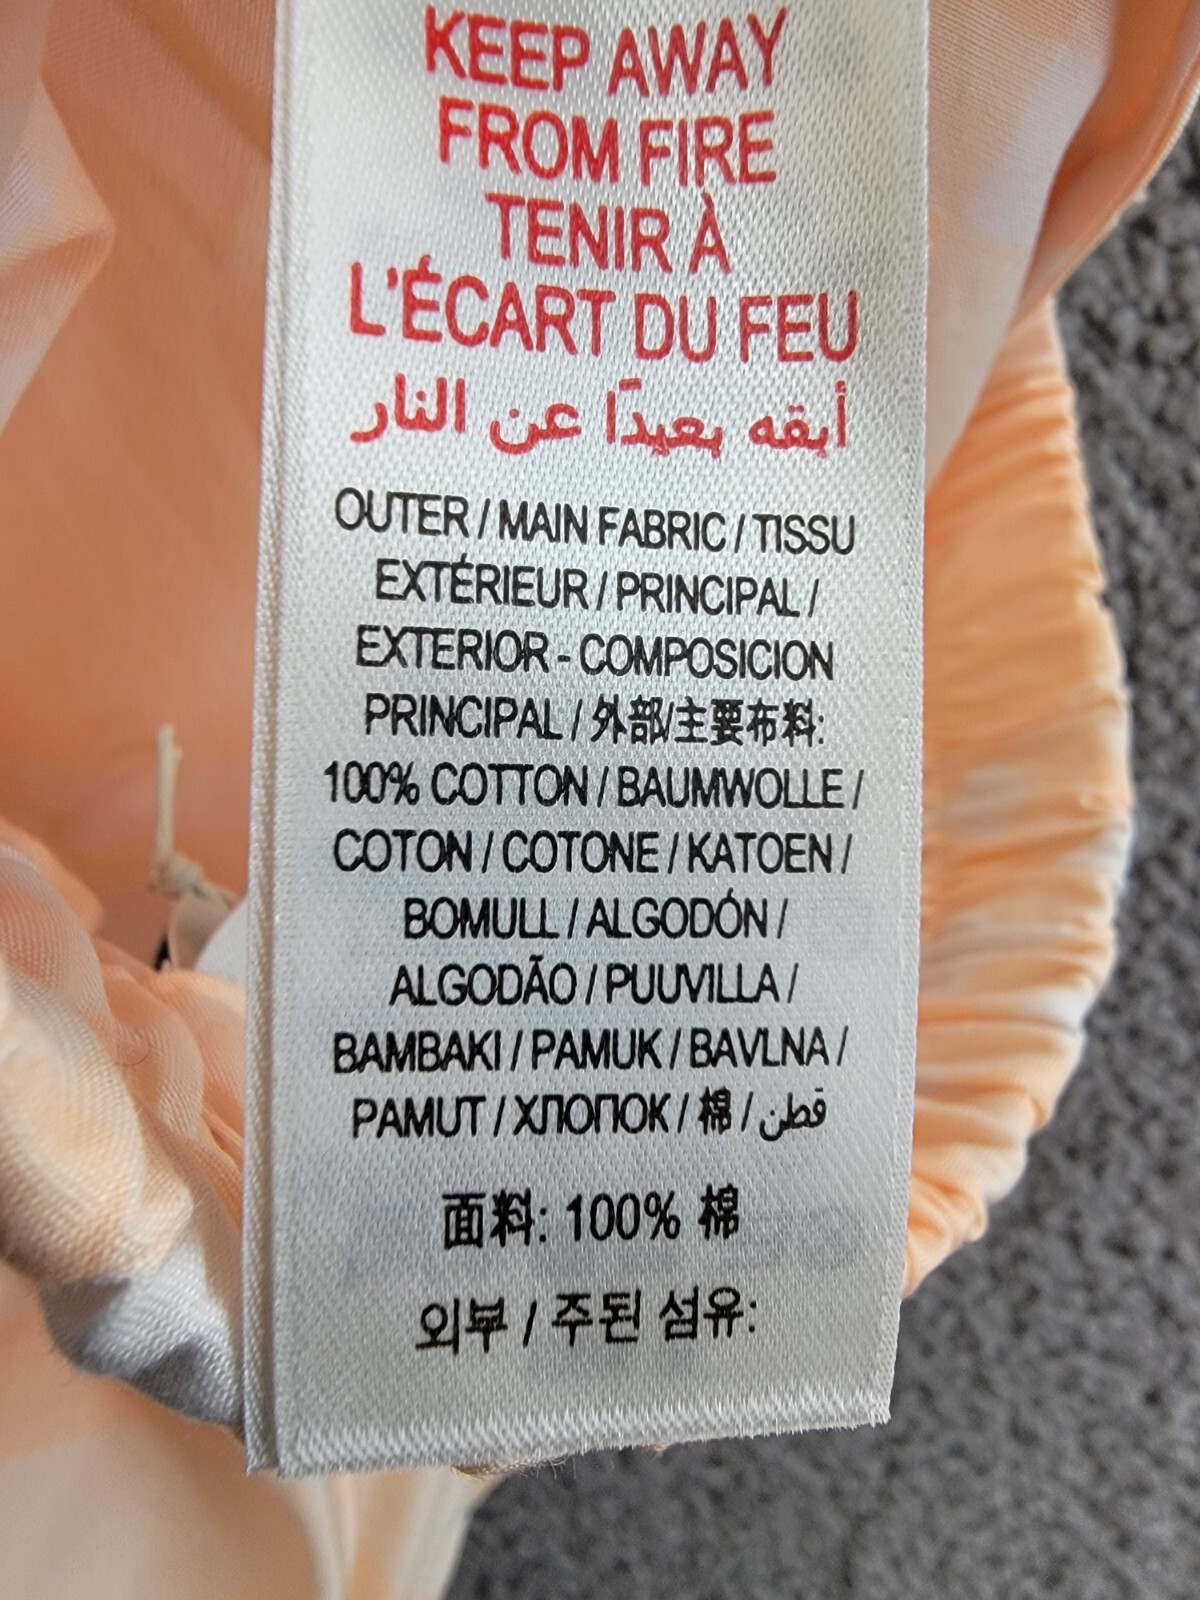 KEEP AWAY
FROM FIRE
TENIR À
L'ÉCART DU FEU
أبقه بعيدًا عن النار
OUTER / MAIN FABRIC / TISSU
EXTÉRIEUR / PRINCIPAL /
EXTERIOR - COMPOSICION
PRINCIPAL / 外部/主要布料:
100% COTTON / BAUMWOLLE /
COTON / COTONE / KATOEN /
BOMULL / ALGODÓN /
ALGODÃO / PUUVILLA /
BAMBAKI / PAMUK / BAVLNA /
PAMUT / ХЛОПОК / 棉 / قطن
面料: 100% 棉
외부 / 주된 섬유: